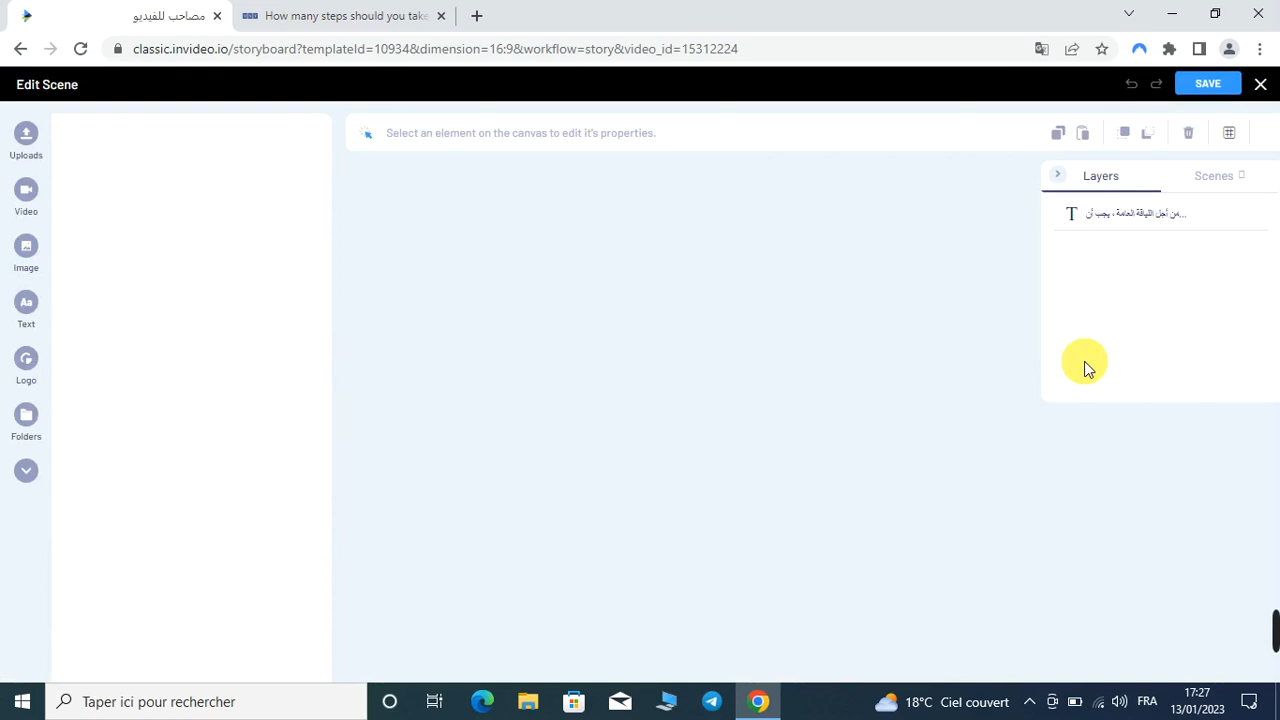 مصاحب للفيديو
How many steps should you take
classic.invideo.io/storyboard?templateId=10934&dimension=16:9&workflow=story&video_id=15312224
Edit Scene
SAVE
Uploads
Video
Image
Text
Logo
Folders
Select an element on the canvas to edit it's properties.
Layers
Scenes
T
من أجل اللياقة العامة ، يجب أن...
Taper ici pour rechercher
18°C Ciel couvert
FRA
17:27
13/01/2023